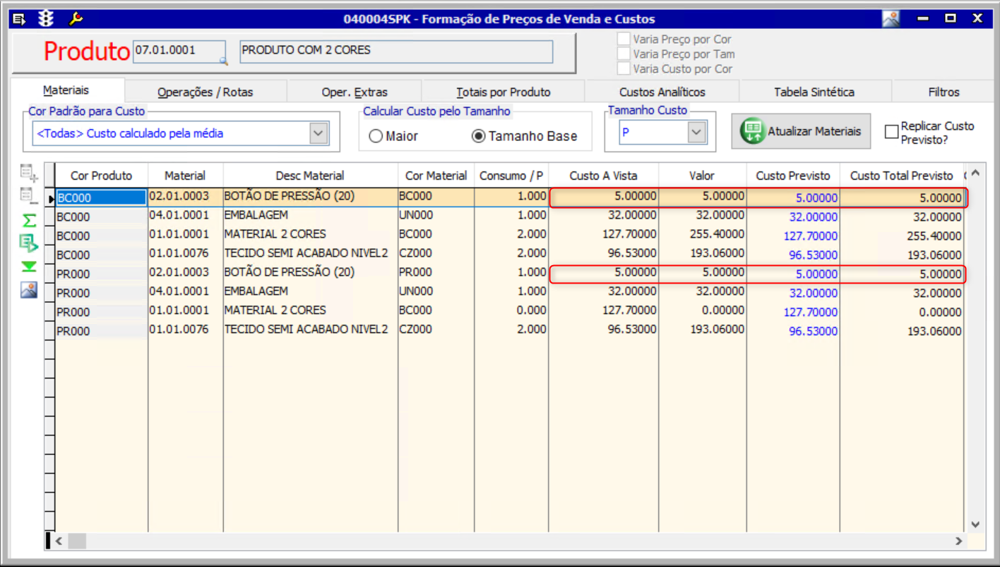 040004SPK - Formação de Preços de Venda e Custos
Produto 07.01.0001 PRODUTO COM 2 CORES
Varia Preço por Cor
Varia Preço por Tam
Varia Custo por Cor
Materiais Operações / Rotas Oper. Extras Totais por Produto Custos Analíticos Tabela Sintética Filtros
Cor Padrão para Custo Calcular Custo pelo Tamanho Tamanho Custo
<Todas> Custo calculado pela média Maior Tamanho Base P Atualizar Materiais Replicar Custo
Previsto?
Cor Produto Material Desc Material Cor Material Consumo / P Custo A Vista Valor Custo Previsto Custo Total Previsto
BC000 02.01.0003 BOTÃO DE PRESSÃO (20) BC000 1.000 5.00000 5.00000 5.00000 5.00000
BC000 04.01.0001 EMBALAGEM UN000 1.000 32.00000 32.00000 32.00000 32.00000
BC000 01.01.0001 MATERIAL 2 CORES BC000 2.000 127.70000 255.40000 127.70000 255.40000
BC000 01.01.0076 TECIDO SEMI ACABADO NIVEL2 CZ000 2.000 96.53000 193.06000 96.53000 193.06000
PR000 02.01.0003 BOTÃO DE PRESSÃO (20) PR000 1.000 5.00000 5.00000 5.00000 5.00000
PR000 04.01.0001 EMBALAGEM UN000 1.000 32.00000 32.00000 32.00000 32.00000
PR000 01.01.0001 MATERIAL 2 CORES BC000 0.000 127.70000 0.00000 127.70000 0.00000
PR000 01.01.0076 TECIDO SEMI ACABADO NIVEL2 CZ000 2.000 96.53000 193.06000 96.53000 193.06000